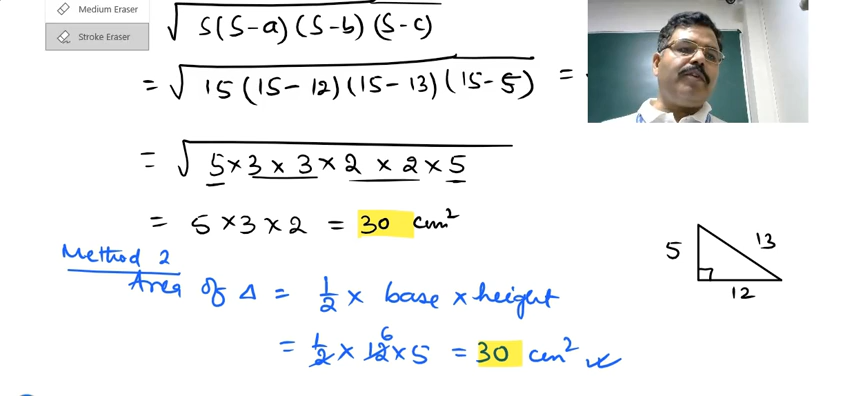 Medium Eraser
Stroke Eraser
√s(s-a)(s-b)(s-c)
= √15(15-12)(15-13)(15-5) =
= √5×3×3×2×2×5
= 5×3×2 = 30 cm²
Method 2
Area of Δ = 1/2 × base × height
= 1/2 × 12 6 × 5 = 30 cm² ✓
5
13
12